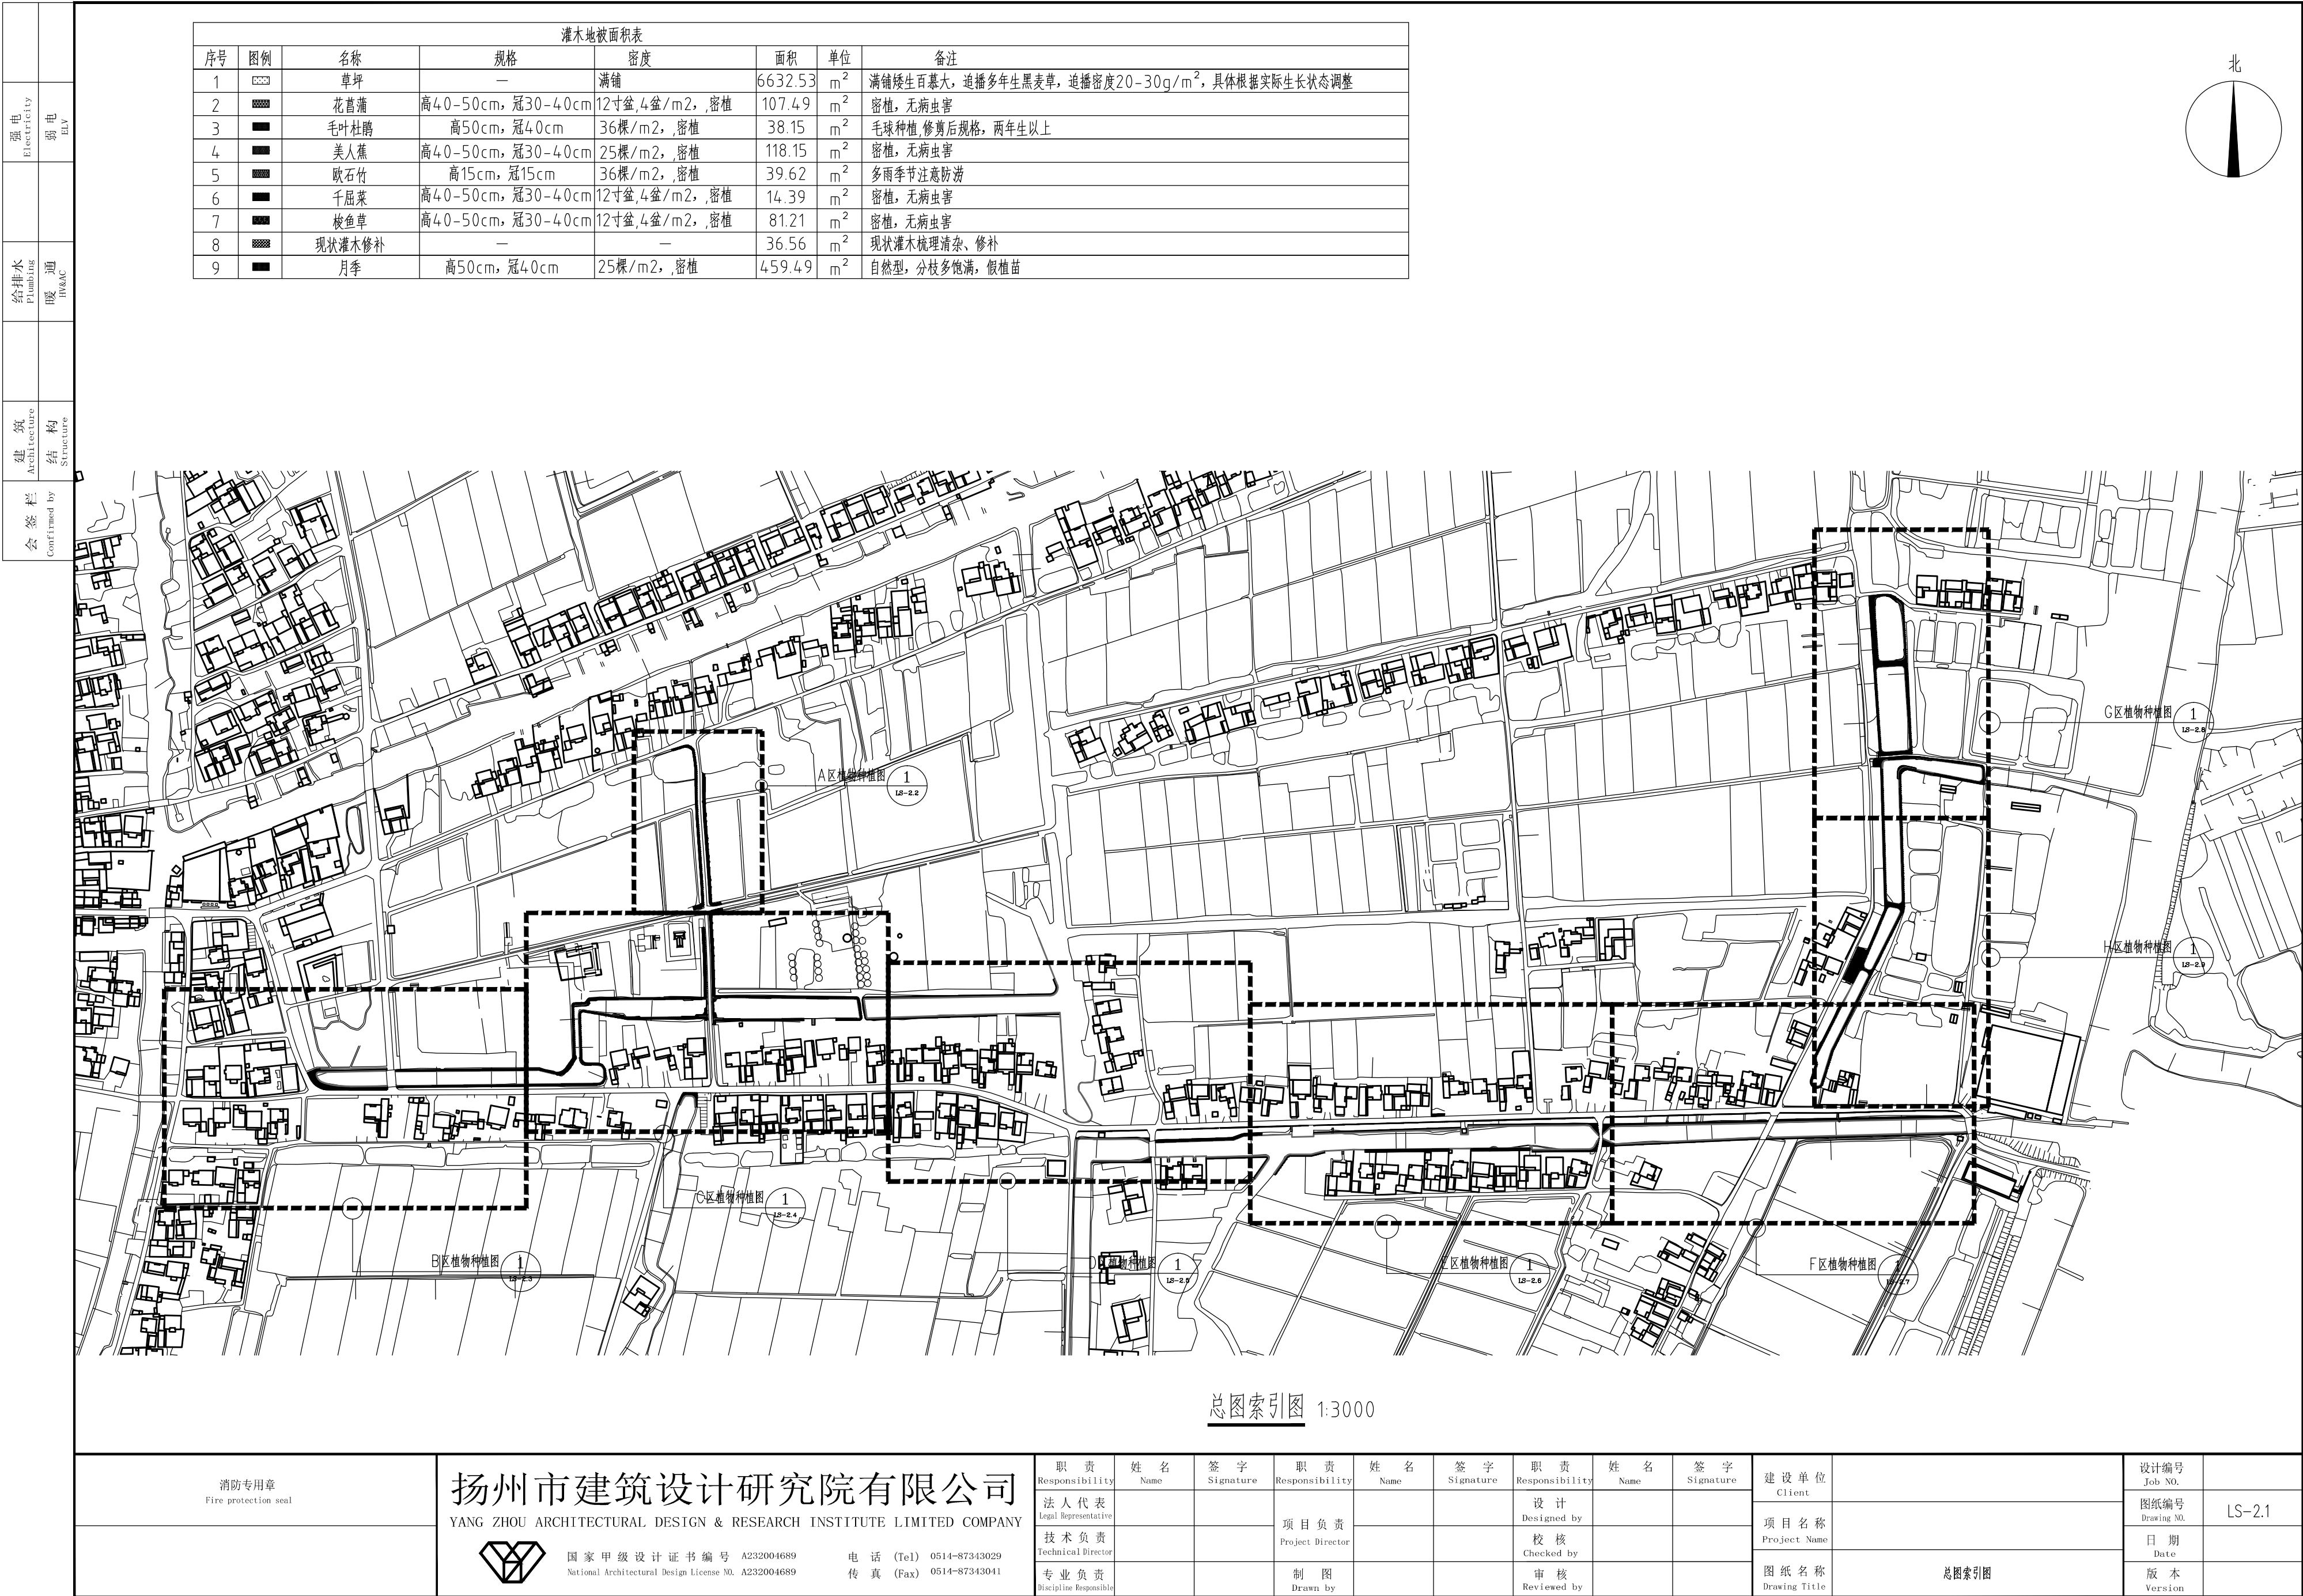 灌木地被面积表
序号 图例 名称 规格 密度 面积 单位 备注
1 草坪 — 满铺 6632.53 m² 满铺矮生百慕大，追播多年生黑麦草，追播密度20-30g/m²，具体根据实际生长状态调整
2 花菖蒲 高40-50cm，冠30-40cm 12寸盆,4盆/m2，,密植 107.49 m² 密植，无病虫害
3 毛叶杜鹃 高50cm，冠40cm 36棵/m2，,密植 38.15 m² 毛球种植,修剪后规格，两年生以上
4 美人蕉 高40-50cm，冠30-40cm 25棵/m2，,密植 118.15 m² 密植，无病虫害
5 欧石竹 高15cm，冠15cm 36棵/m2，,密植 39.62 m² 多雨季节注意防涝
6 千屈菜 高40-50cm，冠30-40cm 12寸盆,4盆/m2，,密植 14.39 m² 密植，无病虫害
7 梭鱼草 高40-50cm，冠30-40cm 12寸盆,4盆/m2，,密植 81.21 m² 密植，无病虫害
8 现状灌木修补 — — 36.56 m² 现状灌木梳理清杂、修补
9 月季 高50cm，冠40cm 25棵/m2，,密植 459.49 m² 自然型，分枝多饱满，假植苗
北
强电 Electricity
弱电 ELV
给排水 Plumbing
暖通 HV&AC
建筑 Architecture
结构 Structure
会签栏 Confirmed by
G区植物种植图 1 LS-2.8
A区植物种植图 1 LS-2.2
H区植物种植图 1 LS-2.9
C区植物种植图 1 LS-2.4
B区植物种植图 1 LS-2.3
D区植物种植图 1 LS-2.5
E区植物种植图 1 LS-2.6
F区植物种植图 1 LS-2.7
总图索引图 1:3000
消防专用章
Fire protection seal
扬州市建筑设计研究院有限公司
YANG ZHOU ARCHITECTURAL DESIGN & RESEARCH INSTITUTE LIMITED COMPANY
国家甲级设计证书编号 A232004689 电话 (Tel) 0514-87343029
National Architectural Design License NO. A232004689 传真 (Fax) 0514-87343041
职责 姓名 签字 职责 姓名 签字 职责 姓名 签字
Responsibility Name Signature Responsibility Name Signature Responsibility Name Signature
法人代表
Legal Representative
技术负责
Technical Director
专业负责
Discipline Responsible
项目负责
Project Director
制图
Drawn by
设计
Designed by
校核
Checked by
审核
Reviewed by
建设单位
Client
项目名称
Project Name
图纸名称
Drawing Title
总图索引图
设计编号
Job NO.
图纸编号
Drawing NO.
LS-2.1
日期
Date
版本
Version